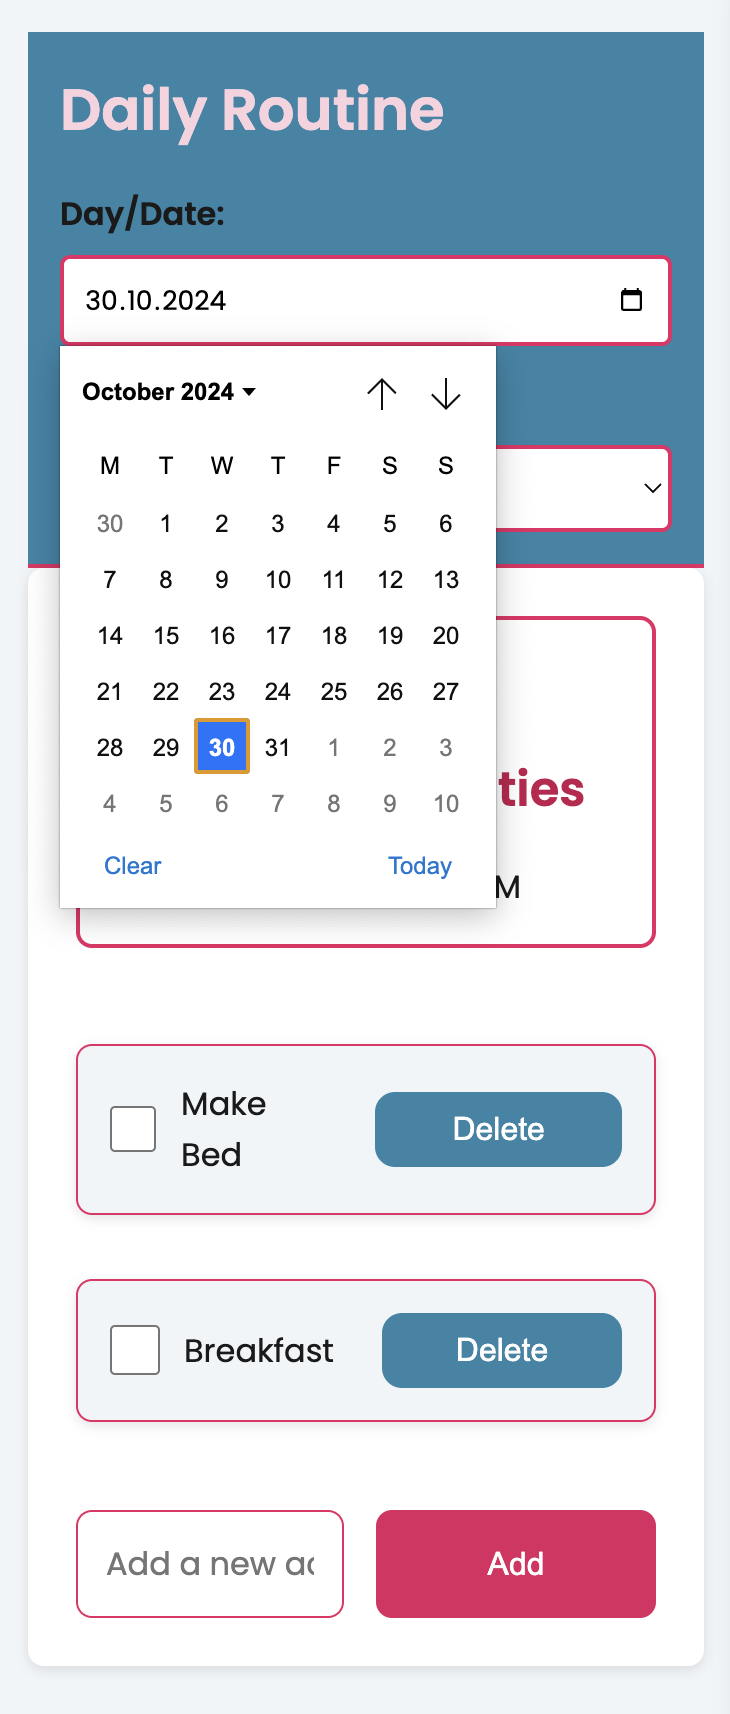 Daily Routine
Day/Date:
30.10.2024
October 2024
M T W T F S S
30 1 2 3 4 5 6
7 8 9 10 11 12 13
14 15 16 17 18 19 20
21 22 23 24 25 26 27
28 29 30 31 1 2 3
4 5 6 7 8 9 10
Clear Today
ties
M
Make
Bed
Delete
Breakfast Delete
Add a new ac Add